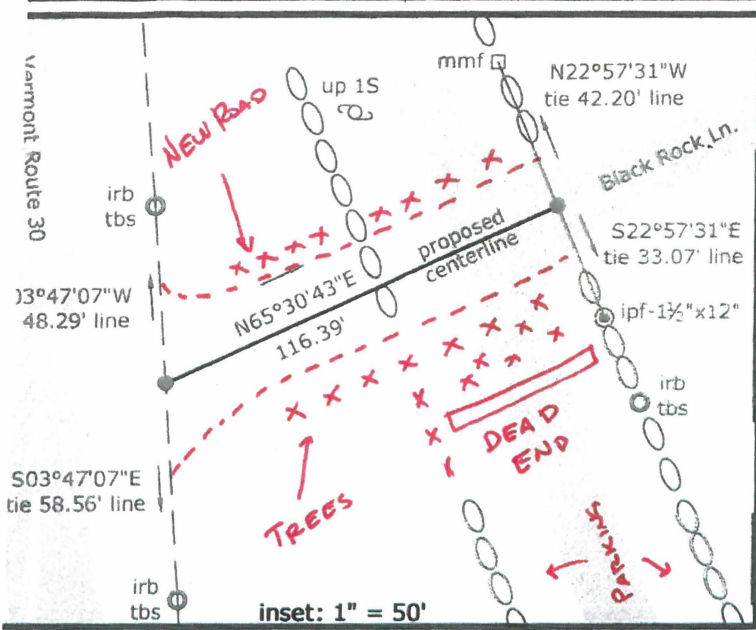 Vermont Route 30
NEW ROAD
up 1S
mmf
N22°57'31"W
tie 42.20' line
Black Rock Ln.
irb
tbs
)3°47'07"W
48.29' line
proposed
centerline
N65°30'43"E
116.39'
S22°57'31"E
tie 33.07' line
ipf-1½"x12"
irb
tbs
DEAD
END
S03°47'07"E
tie 58.56' line
TREES
PARKING
irb
tbs
inset: 1" = 50'